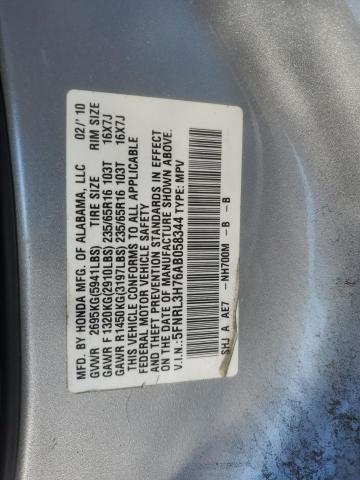 MFD. BY HONDA MFG. OF ALABAMA, LLC 02/'10
GVWR 2695KG(5941LBS) TIRE SIZE RIM SIZE
GAWR F 1320KG(2910LBS) 235/65R16 103T 16X7J
GAWR R 1450KG(3197LBS) 235/65R16 103T 16X7J
THIS VEHICLE CONFORMS TO ALL APPLICABLE
FEDERAL MOTOR VEHICLE SAFETY
AND THEFT PREVENTION STANDARDS IN EFFECT
ON THE DATE OF MANUFACTURE SHOWN ABOVE.
V.I.N.: 5FNRL3H76AB058344 TYPE: MPV
SHJ A AE7 -NH700M -B -B